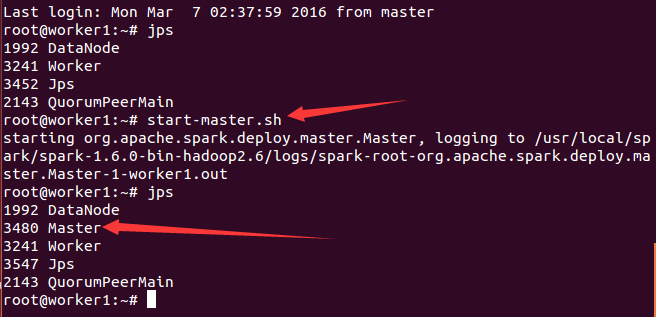 Last login: Mon Mar  7 02:37:59 2016 from master
root@worker1:~# jps
1992 DataNode
3241 Worker
3452 Jps
2143 QuorumPeerMain
root@worker1:~# start-master.sh
starting org.apache.spark.deploy.master.Master, logging to /usr/local/sp
ark/spark-1.6.0-bin-hadoop2.6/logs/spark-root-org.apache.spark.deploy.ma
ster.Master-1-worker1.out
root@worker1:~# jps
1992 DataNode
3480 Master
3241 Worker
3547 Jps
2143 QuorumPeerMain
root@worker1:~#